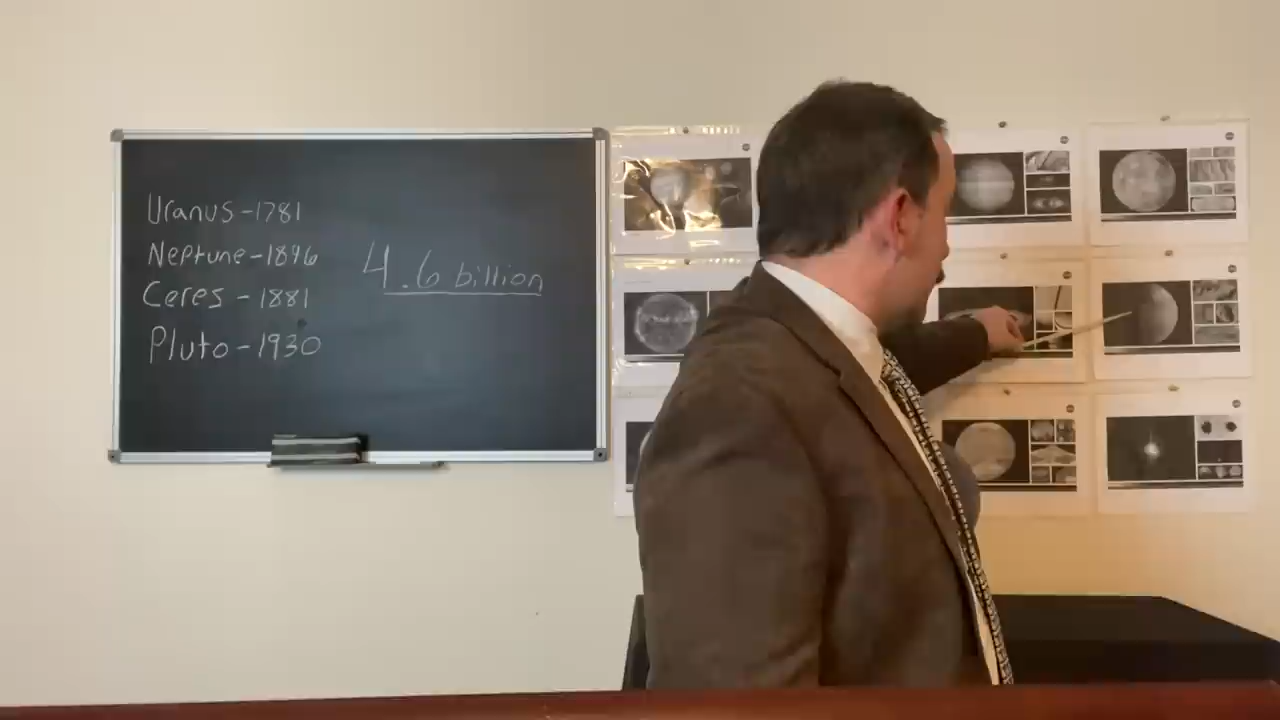 Uranus-1781
Neptune-1846
Ceres - 1881
Pluto-1930
4.6 billion